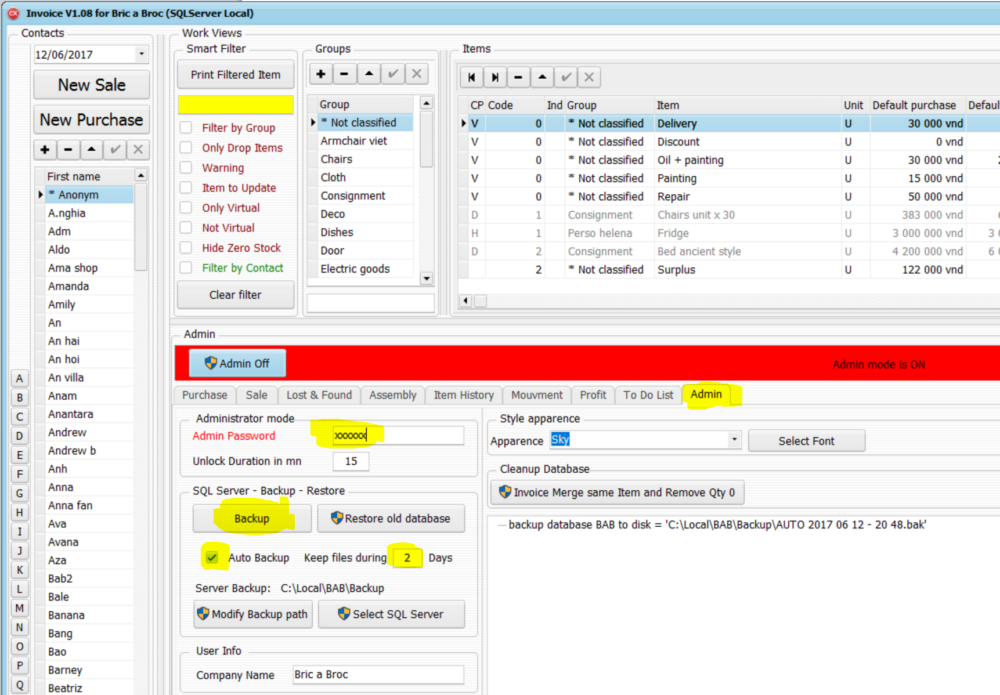 Invoice V1.08 for Bric a Broc (SQLServer Local)
Contacts
12/06/2017
New Sale
New Purchase
First name
* Anonym
A.nghia
Adm
Aldo
Ama shop
Amanda
Amily
An
An hai
An hoi
An villa
Anam
Anantara
Andrew
Andrew b
Anh
Anna
Anna fan
Ava
Avana
Aza
Bab2
Bale
Banana
Bang
Bao
Barney
Beatriz
A
B
C
D
E
F
G
H
I
J
K
L
M
N
O
P
Q
Work Views
Smart Filter
Print Filtered Item
Filter by Group
Only Drop Items
Warning
Item to Update
Only Virtual
Not Virtual
Hide Zero Stock
Filter by Contact
Clear filter
Groups
Group
* Not classified
Armchair viet
Chairs
Cloth
Consignment
Deco
Dishes
Door
Electric goods
Items
CP Code Ind Group Item Unit Default purchase Defaul
V 0 * Not classified Delivery U 30 000 vnd
V 0 * Not classified Discount U 0 vnd
V 0 * Not classified Oil + painting U 30 000 vnd 2
V 0 * Not classified Painting U 15 000 vnd
V 0 * Not classified Repair U 50 000 vnd
D 1 Consignment Chairs unit x 30 U 383 000 vnd 6
H 1 Perso helena Fridge U 3 000 000 vnd 3 0
D 2 Consignment Bed ancient style U 4 200 000 vnd 6 0
2 * Not classified Surplus U 122 000 vnd
Admin
Admin Off
Admin mode is ON
Purchase Sale Lost & Found Assembly Item History Mouvment Profit To Do List Admin
Administrator mode
Admin Password xxxxxx
Unlock Duration in mn 15
SQL Server - Backup - Restore
Backup Restore old database
Auto Backup Keep files during 2 Days
Server Backup: C:\Local\BAB\Backup
Modify Backup path Select SQL Server
User Info
Company Name Bric a Broc
Style apparence
Apparence Sky Select Font
Cleanup Database
Invoice Merge same Item and Remove Qty 0
backup database BAB to disk = 'C:\Local\BAB\Backup\AUTO 2017 06 12 - 20 48.bak'